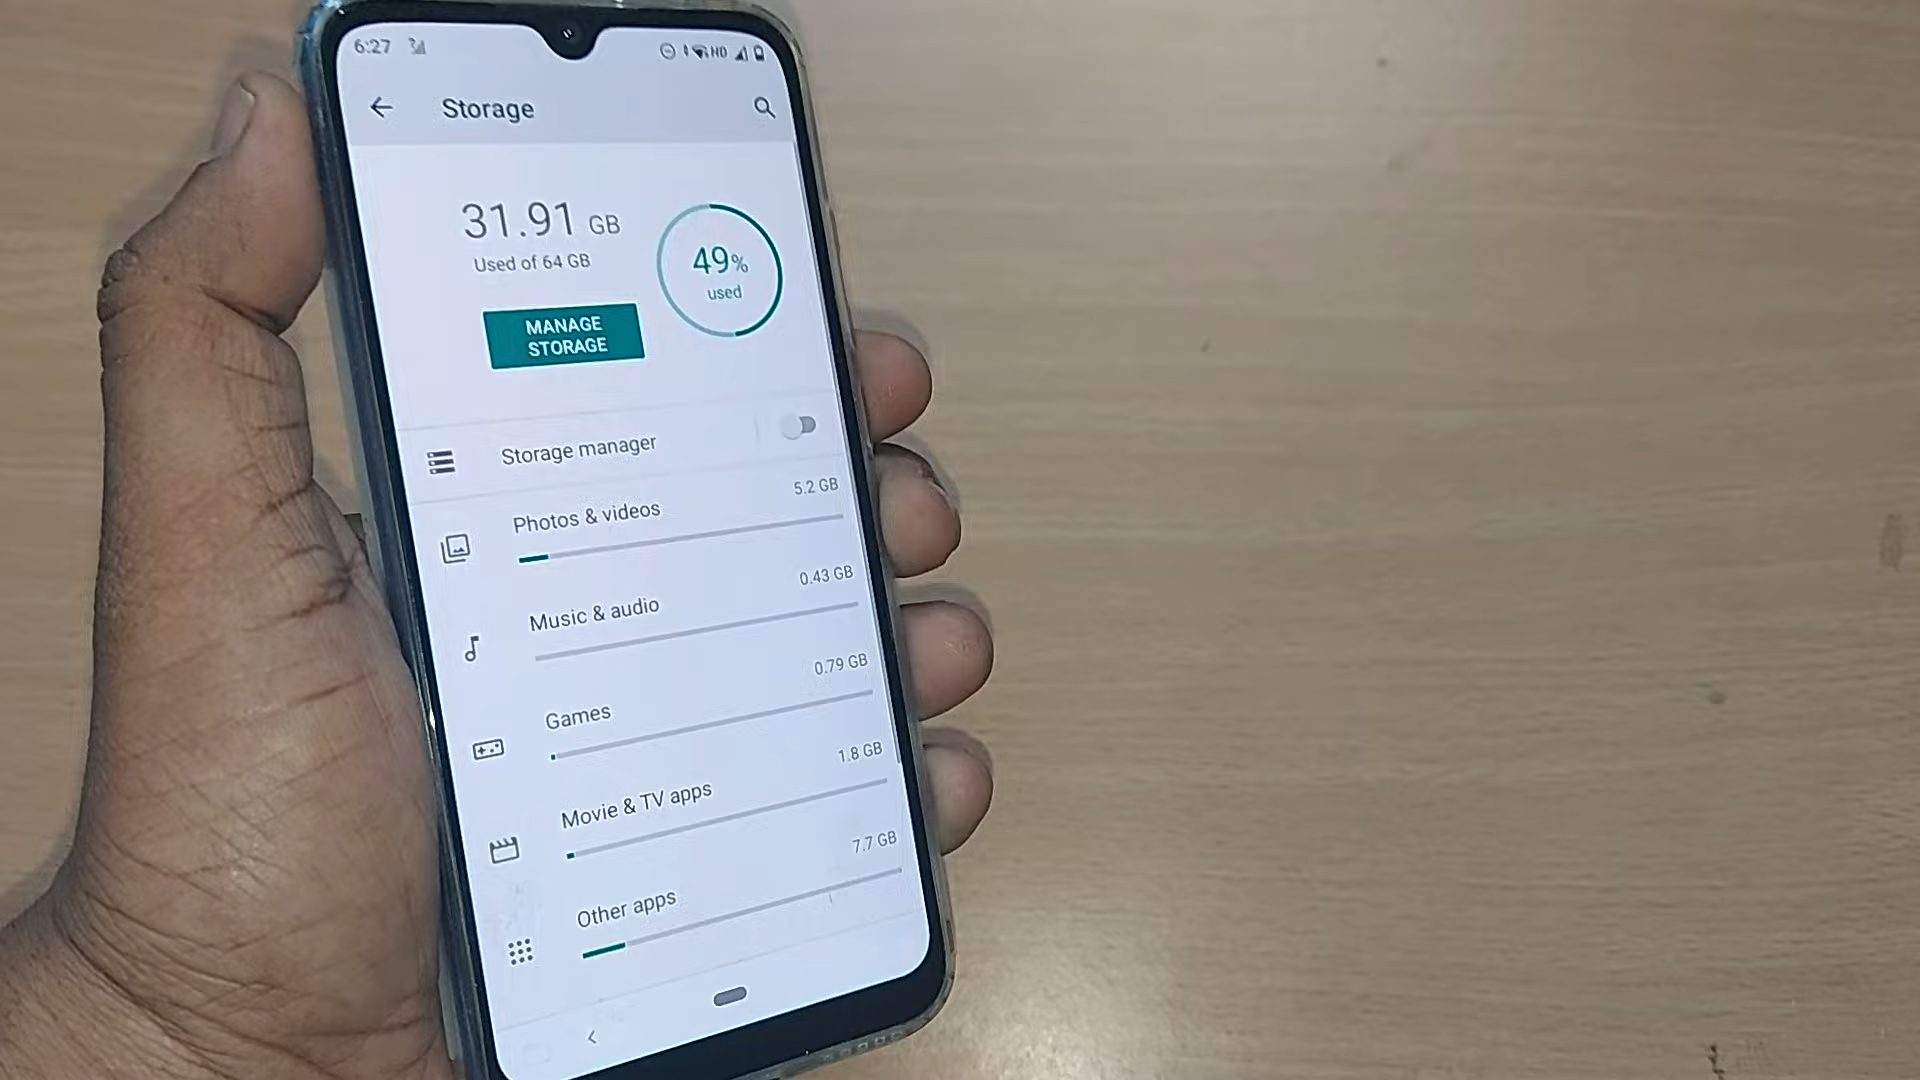 6:27
HD
Storage
31.91 GB
Used of 64 GB
49%
used
MANAGE
STORAGE
Storage manager
Photos & videos
5.2 GB
Music & audio
0.43 GB
Games
0.79 GB
Movie & TV apps
1.8 GB
Other apps
7.7 GB